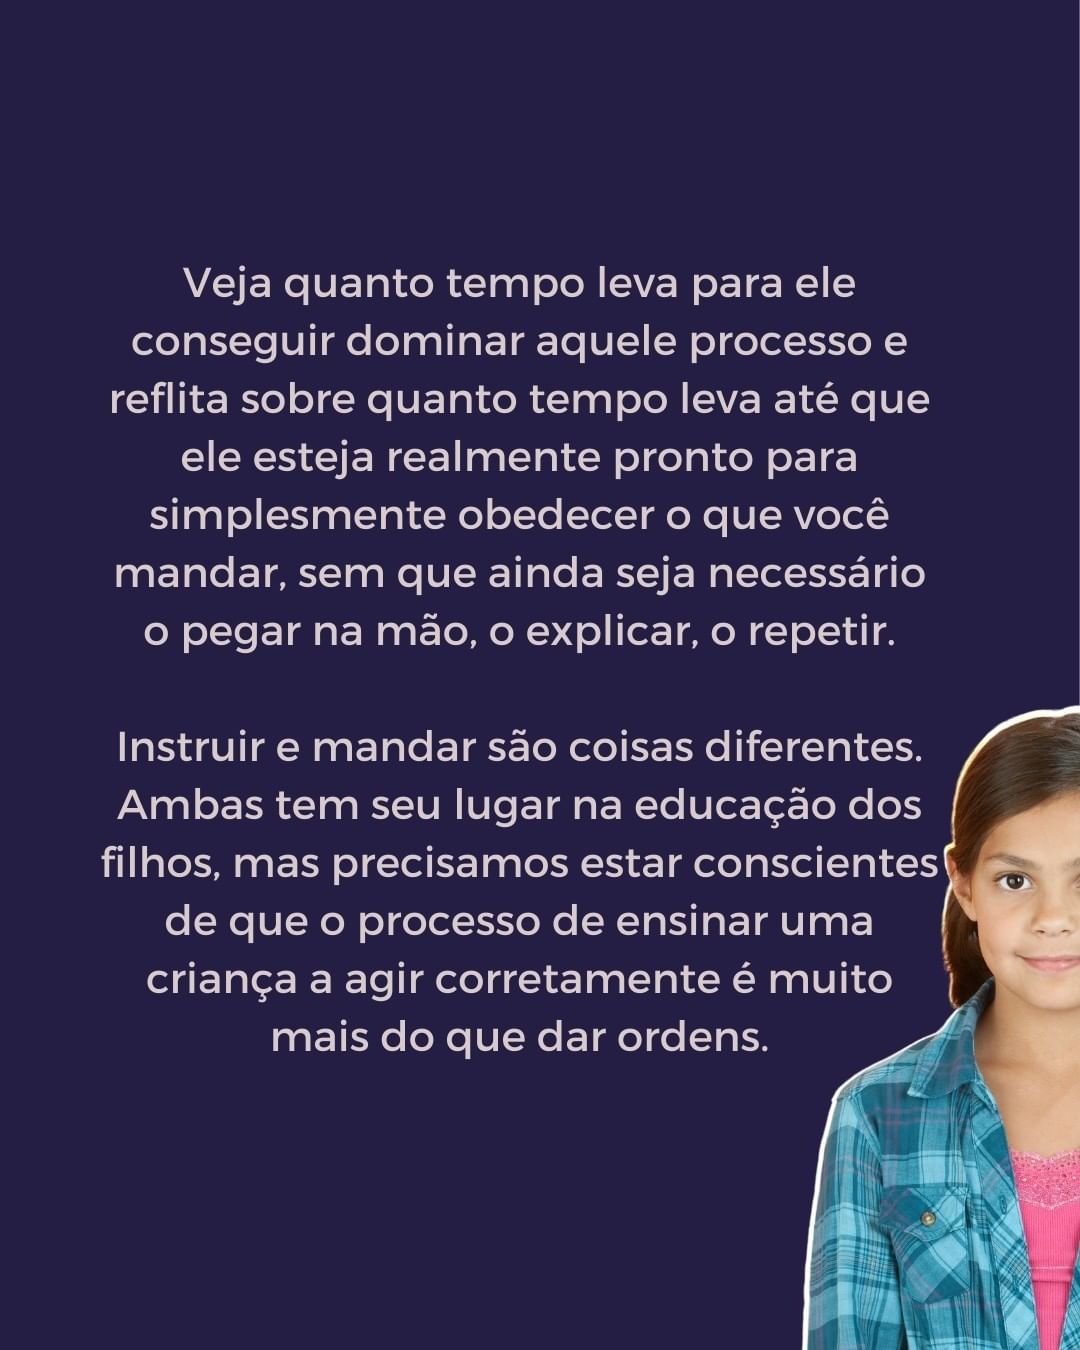 Veja quanto tempo leva para ele
conseguir dominar aquele processo e
reflita sobre quanto tempo leva até que
ele esteja realmente pronto para
simplesmente obedecer o que você
mandar, sem que ainda seja necessário
o pegar na mão, o explicar, o repetir.
Instruir e mandar são coisas diferentes.
Ambas tem seu lugar na educação dos
filhos, mas precisamos estar conscientes
de que o processo de ensinar uma
criança a agir corretamente é muito
mais do que dar ordens.